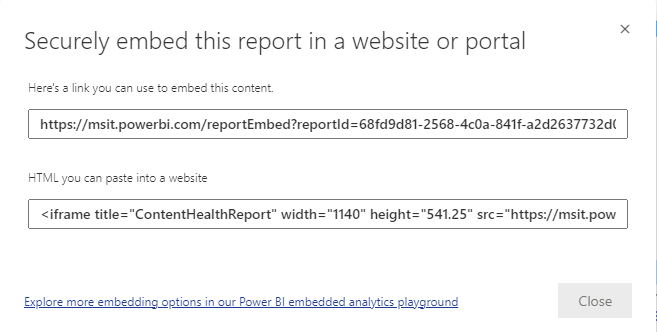 Securely embed this report in a website or portal
Here's a link you can use to embed this content.
https://msit.powerbi.com/reportEmbed?reportId=68fd9d81-2568-4c0a-841f-a2d2637732d
HTML you can paste into a website
<iframe title="ContentHealthReport" width="1140" height="541.25" src="https://msit.pow
Explore more embedding options in our Power BI embedded analytics playground
Close